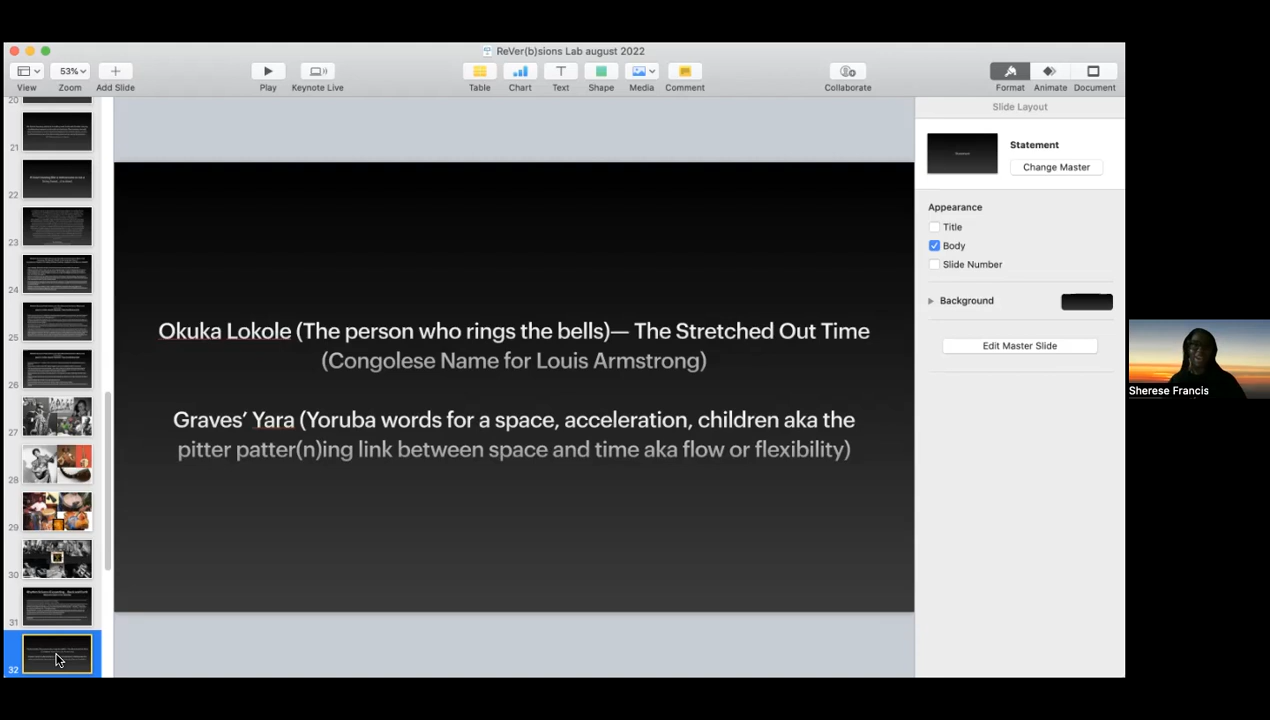 ReVer(b)sions Lab august 2022
53%
View
Zoom
Add Slide
Play
Keynote Live
Table
Chart
Text
Shape
Media
Comment
Collaborate
Format
Animate
Document
20
21
22
23
24
25
26
27
28
29
30
31
32
Okuka Lokole (The person who rings the bells)— The Stretched Out Time
(Congolese Name for Louis Armstrong)
Graves’ Yara (Yoruba words for a space, acceleration, children aka the
pitter patter(n)ing link between space and time aka flow or flexibility)
Slide Layout
Statement
Change Master
Appearance
Title
Body
Slide Number
Background
Edit Master Slide
Sherese Francis